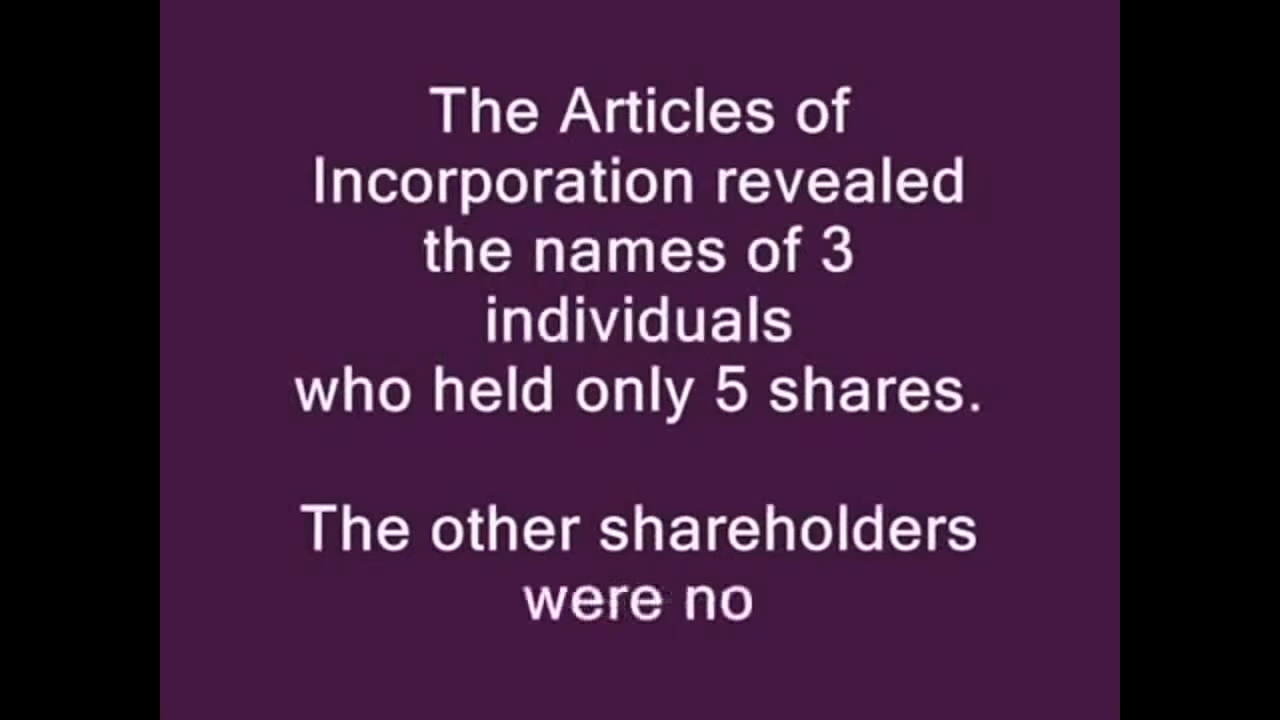 The Articles of
Incorporation revealed
the names of 3
individuals
who held only 5 shares.
The other shareholders
were no